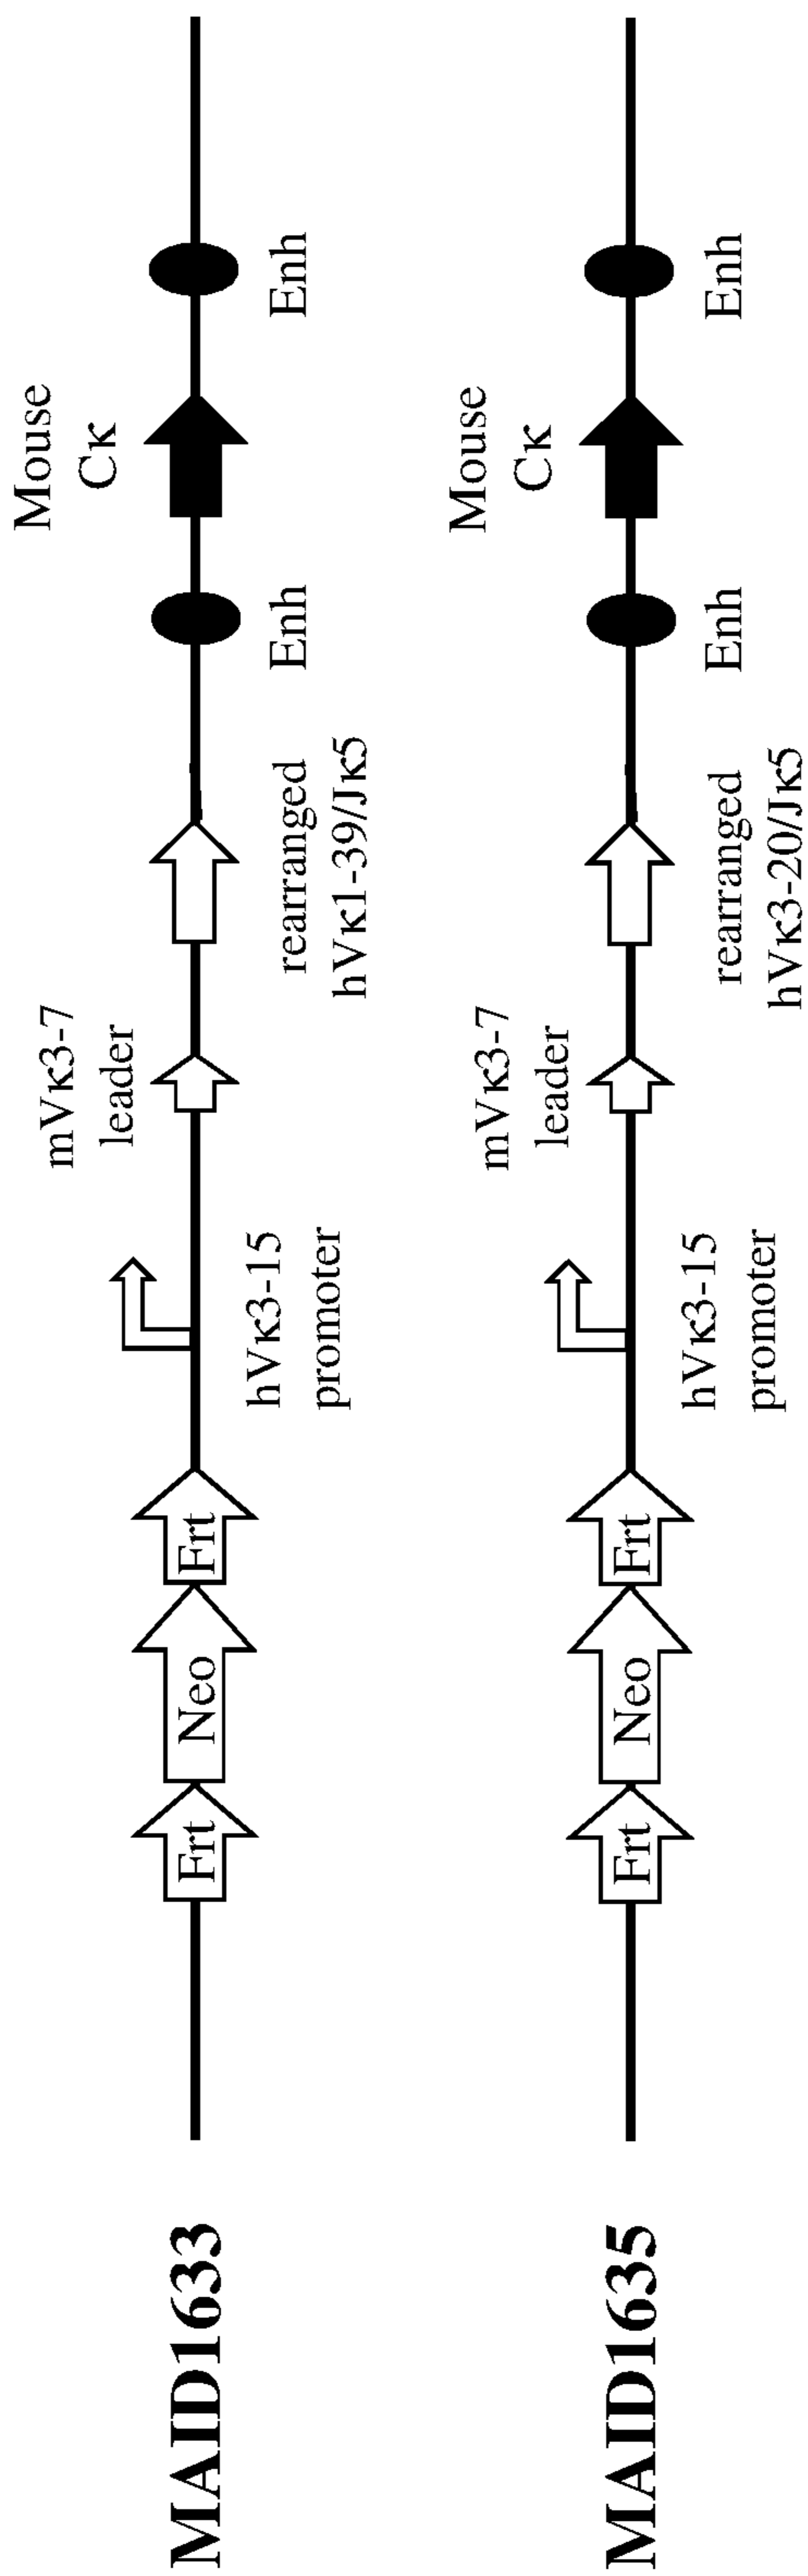 MAID1633
Frt
Neo
Frt
hVκ3-15
promoter
mVκ3-7
leader
rearranged
hVκ1-39/Jκ5
Enh
Mouse
Cκ
Enh
MAID1635
Frt
Neo
Frt
hVκ3-15
promoter
mVκ3-7
leader
rearranged
hVκ3-20/Jκ5
Enh
Mouse
Cκ
Enh